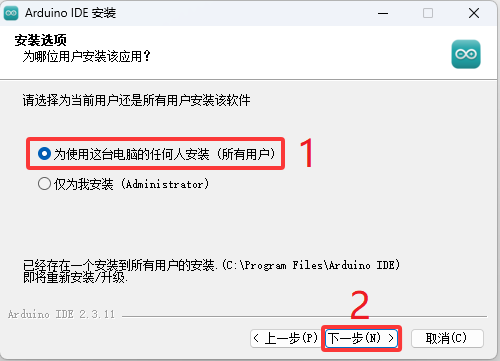 Arduino IDE 安装
安装选项
为哪位用户安装该应用？
请选择为当前用户还是所有用户安装该软件
为使用这台电脑的任何人安装 (所有用户)
1
仅为我安装 (Administrator)
已经存在一个安装到所有用户的安装.(C:\Program Files\Arduino IDE)
即将重新安装/升级.
2
Arduino IDE 2.3.11
< 上一步(P)
下一步(N) >
取消(C)